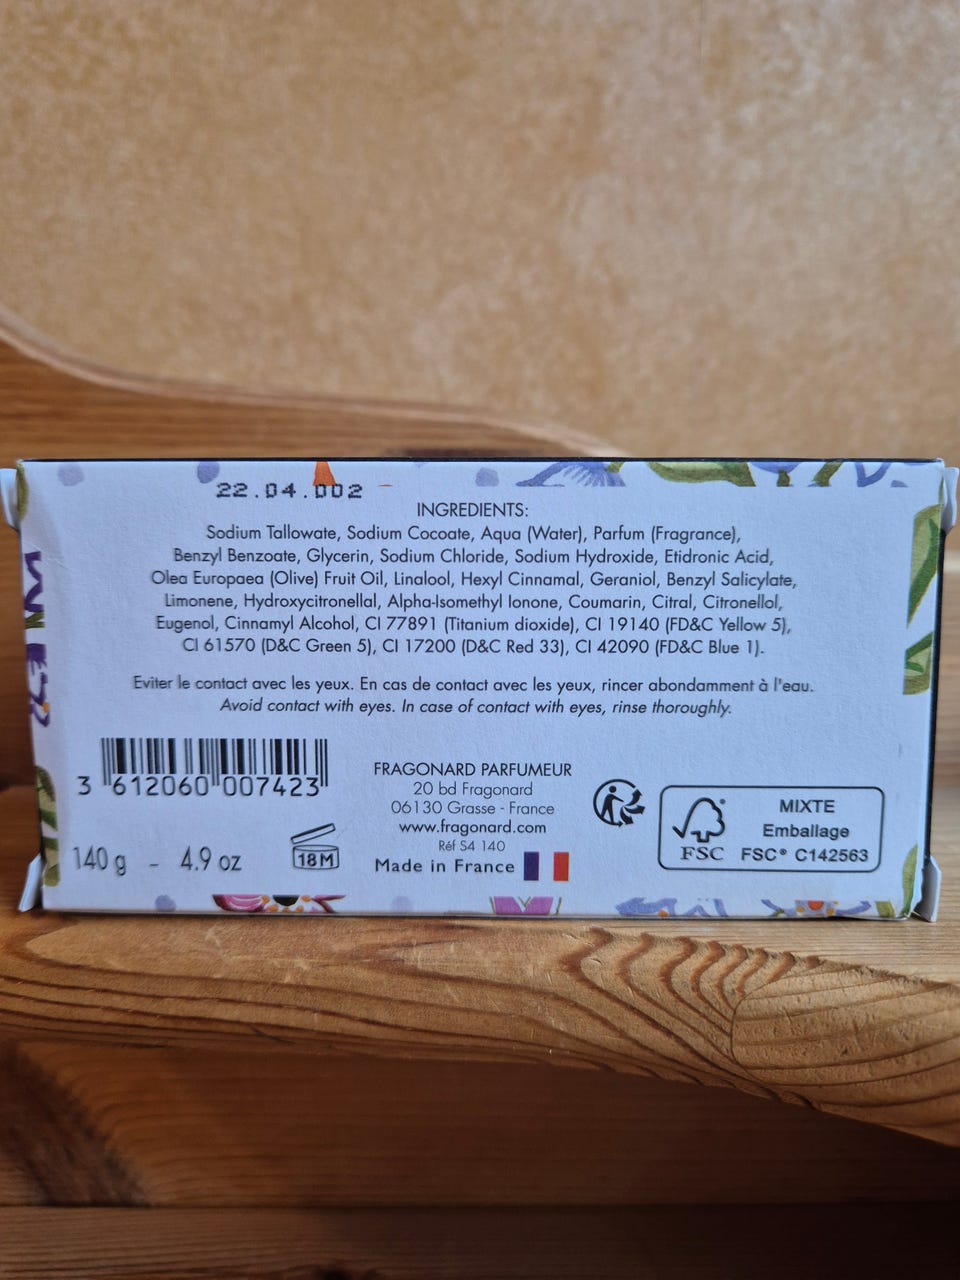 22.04.002
INGREDIENTS:
Sodium Tallowate, Sodium Cocoate, Aqua (Water), Parfum (Fragrance),
Benzyl Benzoate, Glycerin, Sodium Chloride, Sodium Hydroxide, Etidronic Acid,
Olea Europaea (Olive) Fruit Oil, Linalool, Hexyl Cinnamal, Geraniol, Benzyl Salicylate,
Limonene, Hydroxycitronellal, Alpha-Isomethyl Ionone, Coumarin, Citral, Citronellol,
Eugenol, Cinnamyl Alcohol, CI 77891 (Titanium dioxide), CI 19140 (FD&C Yellow 5),
CI 61570 (D&C Green 5), CI 17200 (D&C Red 33), CI 42090 (FD&C Blue 1).
Eviter le contact avec les yeux. En cas de contact avec les yeux, rincer abondamment à l'eau.
Avoid contact with eyes. In case of contact with eyes, rinse thoroughly.
3 612060 007423
140 g - 4.9 oz
18M
FRAGONARD PARFUMEUR
20 bd Fragonard
06130 Grasse - France
www.fragonard.com
Réf S4 140
Made in France
FSC
MIXTE
Emballage
FSC® C142563